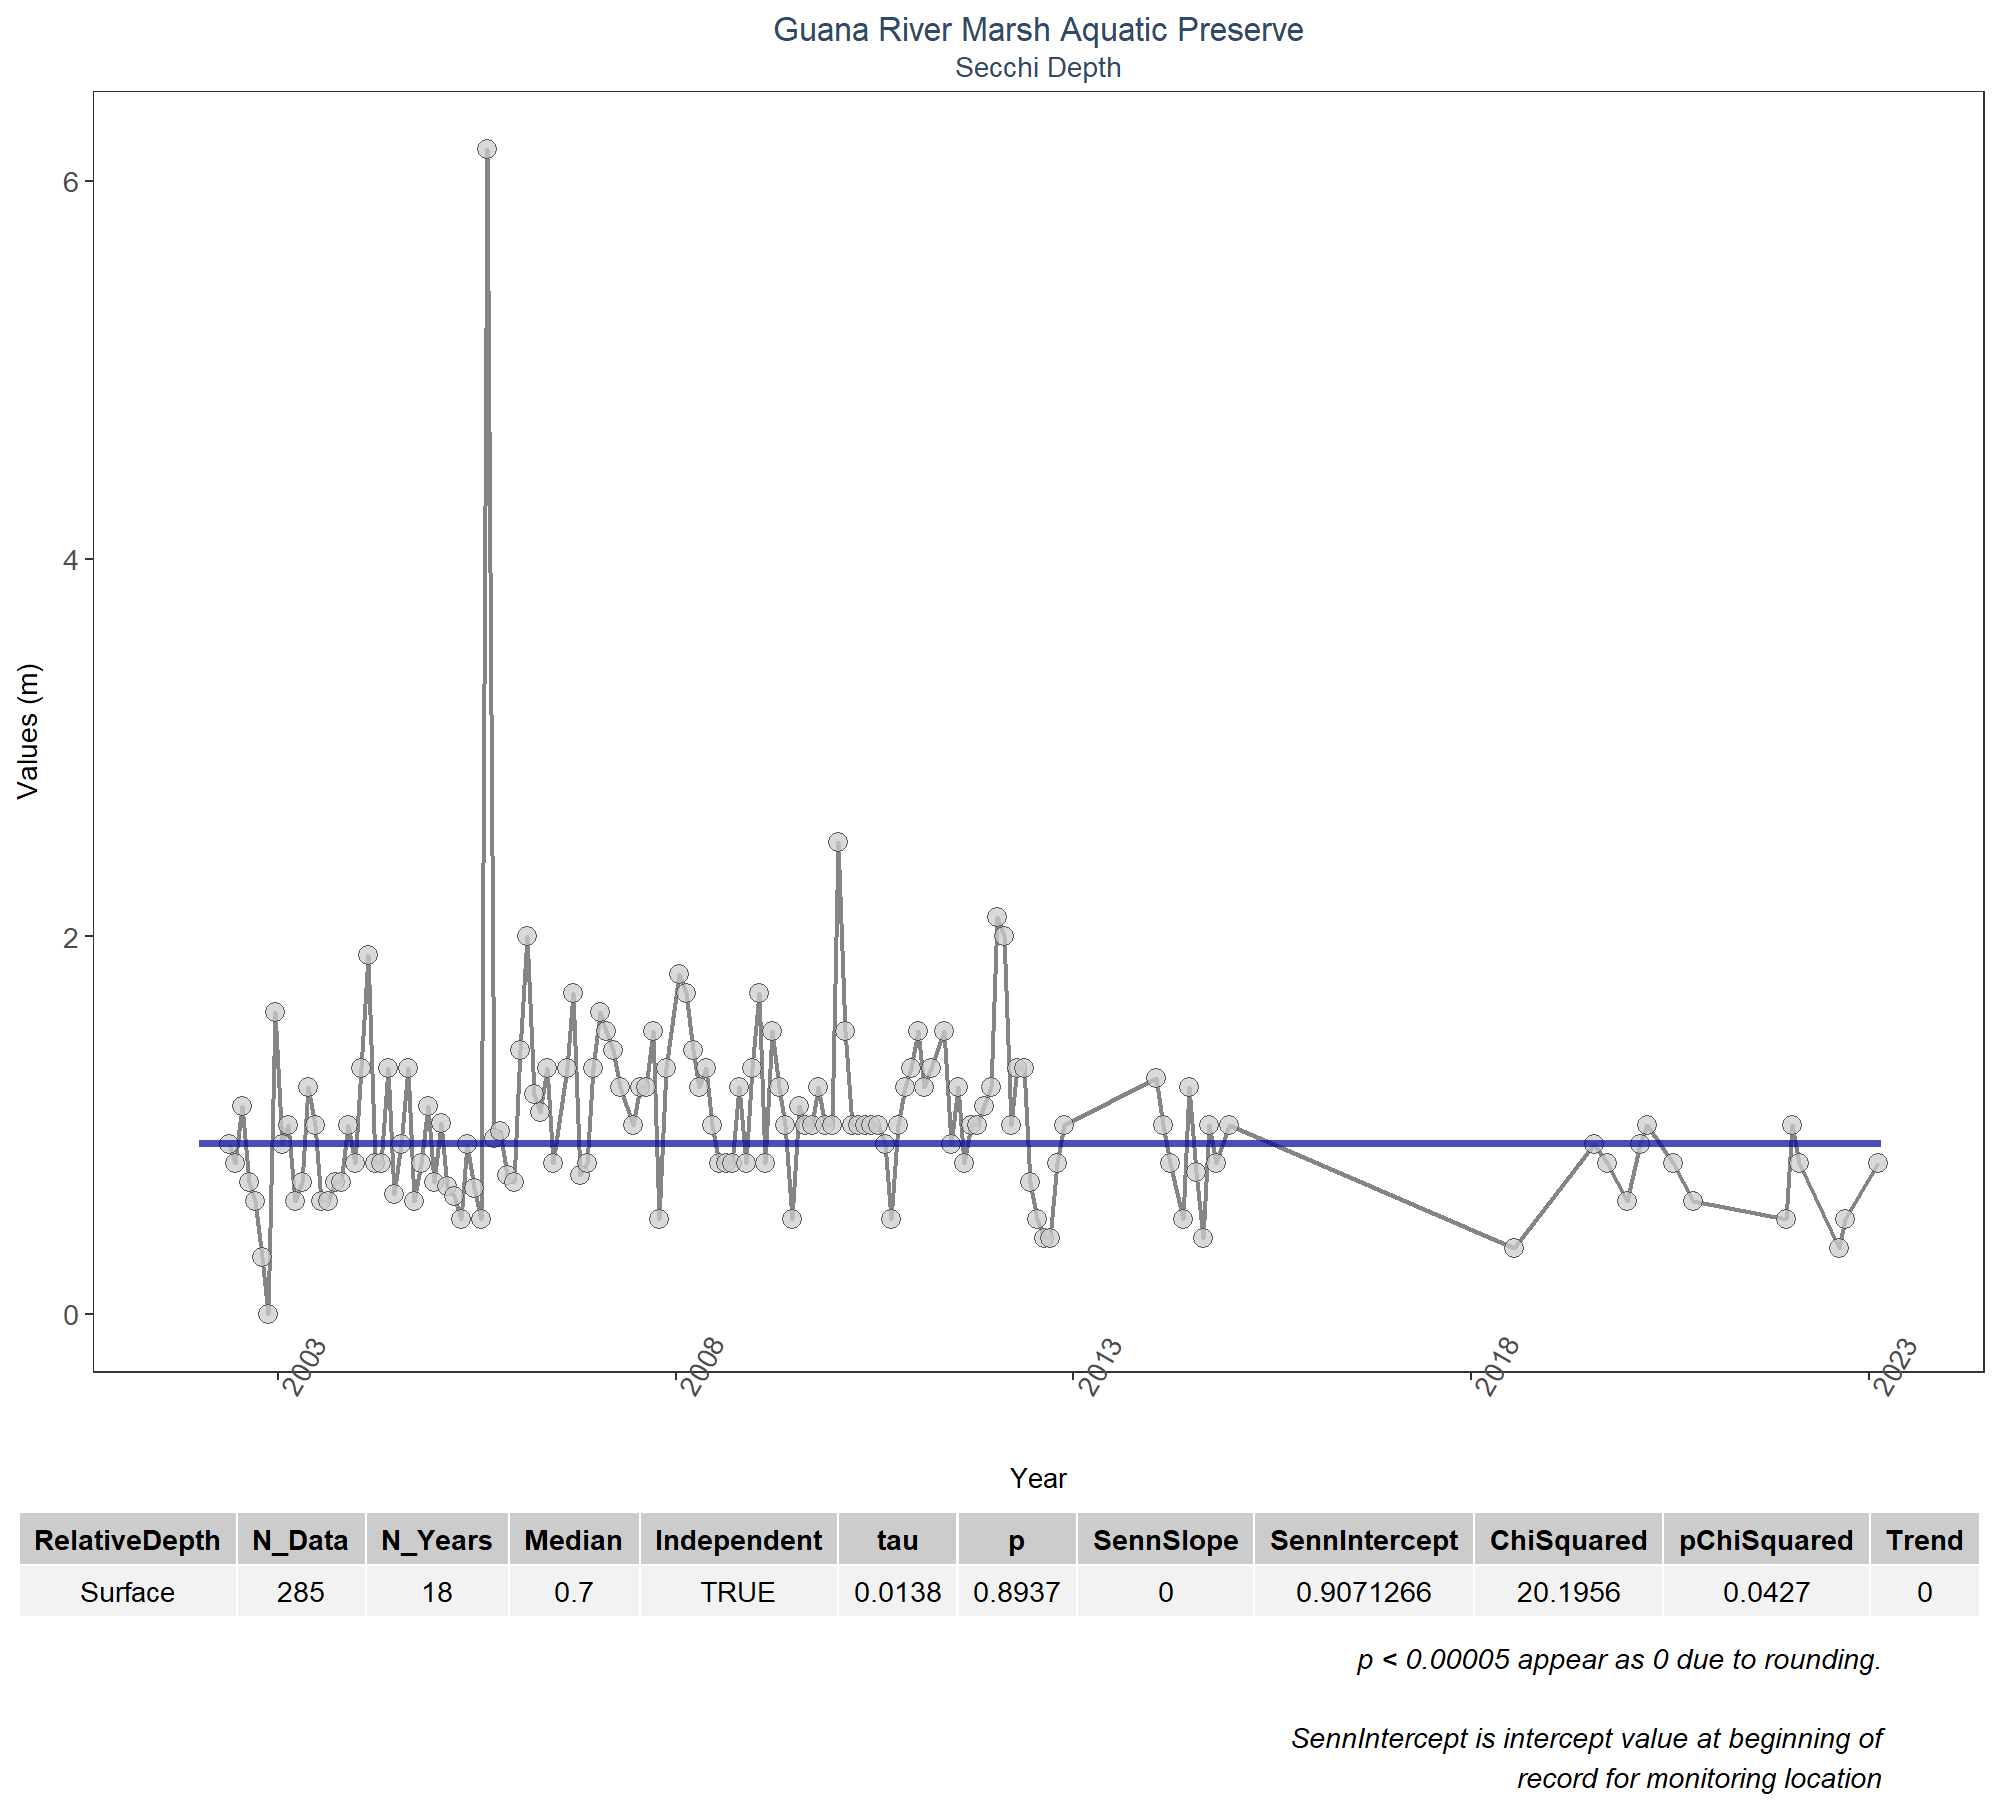 Guana River Marsh Aquatic Preserve
Secchi Depth
6
4
2
0
Values (m)
2003
2008
2013
2018
2023
Year
RelativeDepth N_Data N_Years Median Independent tau p SennSlope SennIntercept ChiSquared pChiSquared Trend
Surface 285 18 0.7 TRUE 0.0138 0.8937 0 0.9071266 20.1956 0.0427 0
p < 0.00005 appear as 0 due to rounding.
SennIntercept is intercept value at beginning of
record for monitoring location